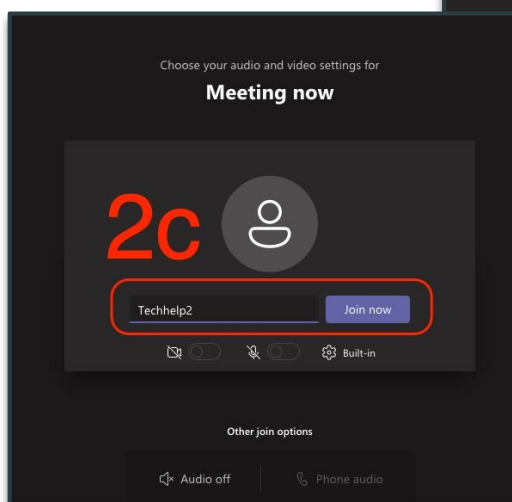 Choose your audio and video settings for
Meeting now
2c
Techhelp2 Join now
Built-in
Other join options
Audio off Phone audio